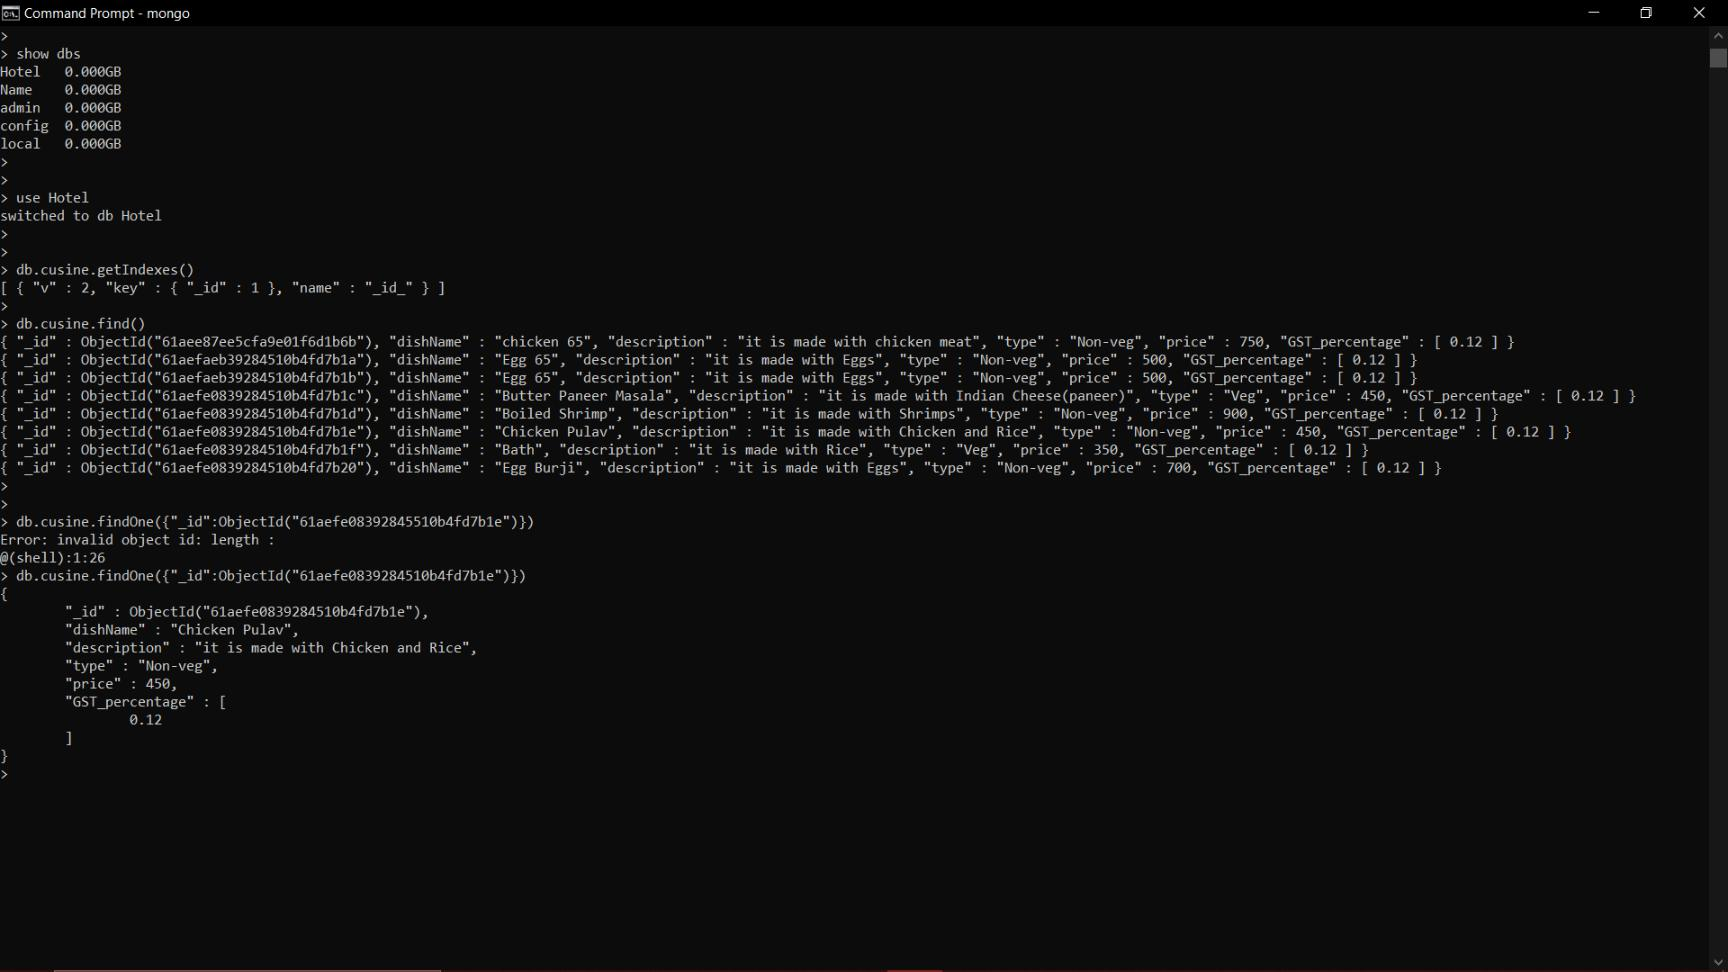 Command Prompt - mongo
>
> show dbs
Hotel   0.000GB
Name    0.000GB
admin   0.000GB
config  0.000GB
local   0.000GB
>
>
> use Hotel
switched to db Hotel
>
>
> db.cusine.getIndexes()
[ { "v" : 2, "key" : { "_id" : 1 }, "name" : "_id_" } ]
>
> db.cusine.find()
{ "_id" : ObjectId("61aee87ee5cfa9e01f6d1b6b"), "dishName" : "chicken 65", "description" : "it is made with chicken meat", "type" : "Non-veg", "price" : 750, "GST_percentage" : [ 0.12 ] }
{ "_id" : ObjectId("61aefaeb39284510b4fd7b1a"), "dishName" : "Egg 65", "description" : "it is made with Eggs", "type" : "Non-veg", "price" : 500, "GST_percentage" : [ 0.12 ] }
{ "_id" : ObjectId("61aefaeb39284510b4fd7b1b"), "dishName" : "Egg 65", "description" : "it is made with Eggs", "type" : "Non-veg", "price" : 500, "GST_percentage" : [ 0.12 ] }
{ "_id" : ObjectId("61aefe0839284510b4fd7b1c"), "dishName" : "Butter Paneer Masala", "description" : "it is made with Indian Cheese(paneer)", "type" : "Veg", "price" : 450, "GST_percentage" : [ 0.12 ] }
{ "_id" : ObjectId("61aefe0839284510b4fd7b1d"), "dishName" : "Boiled Shrimp", "description" : "it is made with Shrimps", "type" : "Non-veg", "price" : 900, "GST_percentage" : [ 0.12 ] }
{ "_id" : ObjectId("61aefe0839284510b4fd7b1e"), "dishName" : "Chicken Pulav", "description" : "it is made with Chicken and Rice", "type" : "Non-veg", "price" : 450, "GST_percentage" : [ 0.12 ] }
{ "_id" : ObjectId("61aefe0839284510b4fd7b1f"), "dishName" : "Bath", "description" : "it is made with Rice", "type" : "Veg", "price" : 350, "GST_percentage" : [ 0.12 ] }
{ "_id" : ObjectId("61aefe0839284510b4fd7b20"), "dishName" : "Egg Burji", "description" : "it is made with Eggs", "type" : "Non-veg", "price" : 700, "GST_percentage" : [ 0.12 ] }
>
>
> db.cusine.findOne({"_id":ObjectId("61aefe08392845510b4fd7b1e")})
Error: invalid object id: length :
@(shell):1:26
> db.cusine.findOne({"_id":ObjectId("61aefe0839284510b4fd7b1e")})
{
        "_id" : ObjectId("61aefe0839284510b4fd7b1e"),
        "dishName" : "Chicken Pulav",
        "description" : "it is made with Chicken and Rice",
        "type" : "Non-veg",
        "price" : 450,
        "GST_percentage" : [
                0.12
        ]
}
>